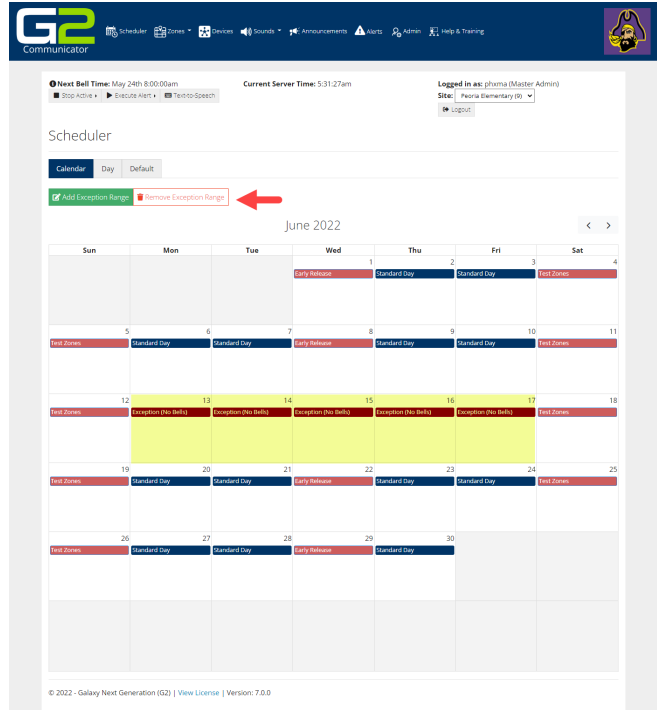 G2
Communicator
Scheduler Zones Devices Sounds Announcements Alerts Admin Help & Training
Next Bell Time: May 24th 8:00:00am Current Server Time: 5:31:27am Logged in as: phxma (Master Admin)
Stop Active Execute Alert Text-to-Speech Site: Peoria Elementary (9)
Logout
Scheduler
Calendar Day Default
Add Exception Range Remove Exception Range
June 2022
Sun Mon Tue Wed Thu Fri Sat
1 2 3 4
Early Release Standard Day Standard Day Test Zones
5 6 7 8 9 10 11
Test Zones Standard Day Standard Day Early Release Standard Day Standard Day Test Zones
12 13 14 15 16 17 18
Test Zones Exception (No Bells) Exception (No Bells) Exception (No Bells) Exception (No Bells) Exception (No Bells) Test Zones
19 20 21 22 23 24 25
Test Zones Standard Day Standard Day Early Release Standard Day Standard Day Test Zones
26 27 28 29 30
Test Zones Standard Day Standard Day Early Release Standard Day
© 2022 - Galaxy Next Generation (G2) | View License | Version: 7.0.0